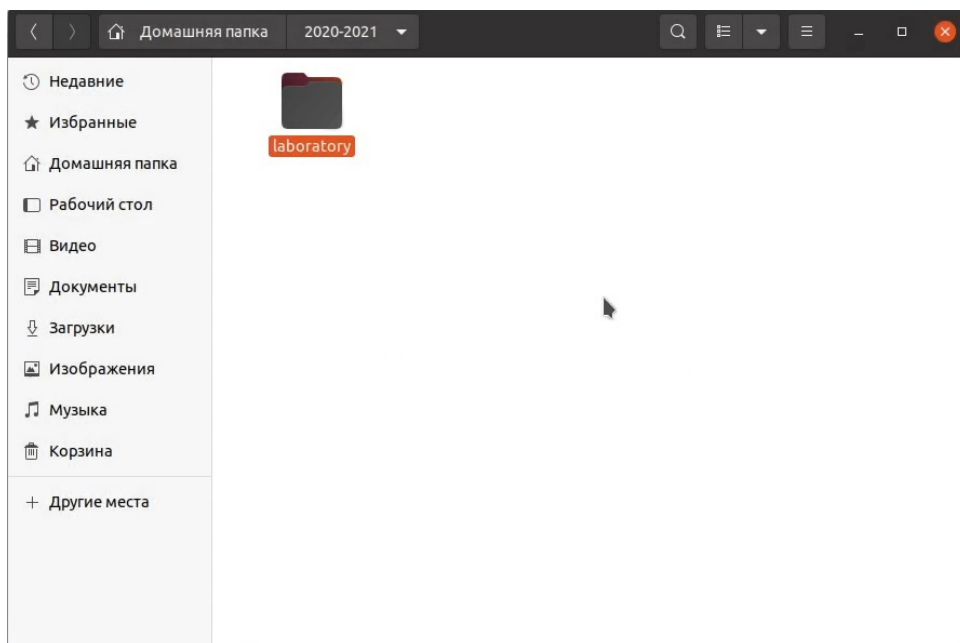 Домашняя папка 2020-2021
Недавние
Избранные
Домашняя папка
Рабочий стол
Видео
Документы
Загрузки
Изображения
Музыка
Корзина
Другие места
laboratory